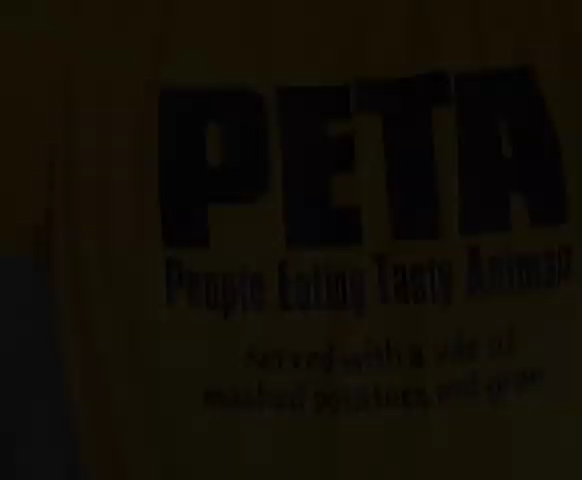 PETA
People Eating Tasty Animals
Served with a side of
mashed potatoes and gravy